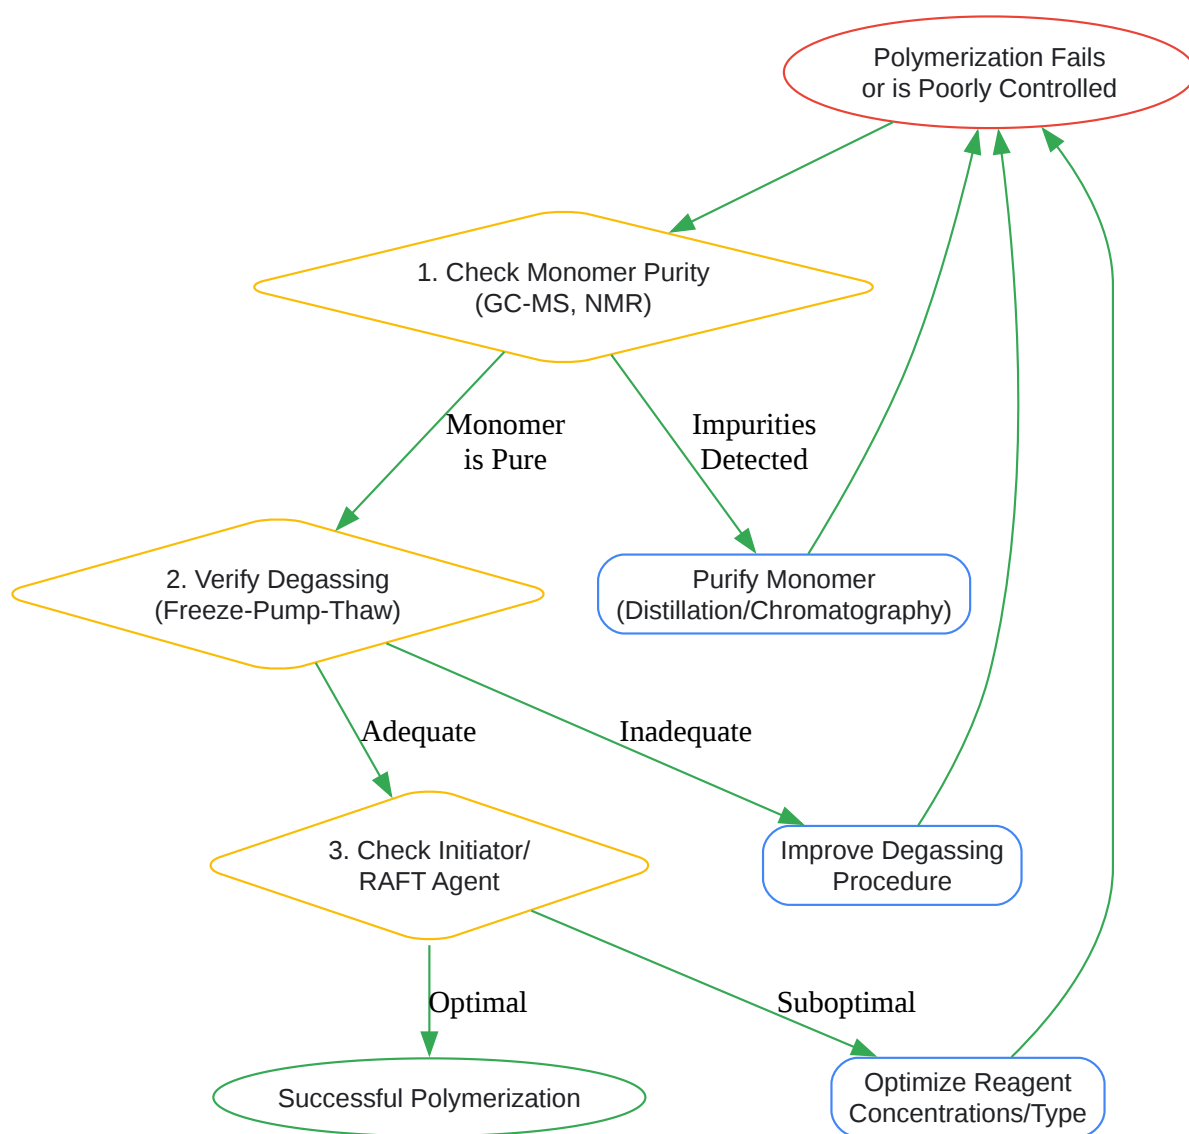 Polymerization Fails
or is Poorly Controlled
1. Check Monomer Purity
(GC-MS, NMR)
Monomer
is Pure
Impurities
Detected
2. Verify Degassing
(Freeze-Pump-Thaw)
Purify Monomer
(Distillation/Chromatography)
Adequate
Inadequate
3. Check Initiator/
RAFT Agent
Improve Degassing
Procedure
Optimal
Suboptimal
Successful Polymerization
Optimize Reagent
Concentrations/Type